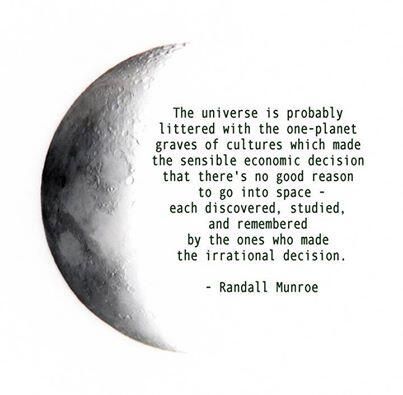 The universe is probably
littered with the one-planet
graves of cultures which made
the sensible economic decision
that there's no good reason
to go into space -
each discovered, studied,
and remembered
by the ones who made
the irrational decision.
- Randall Munroe